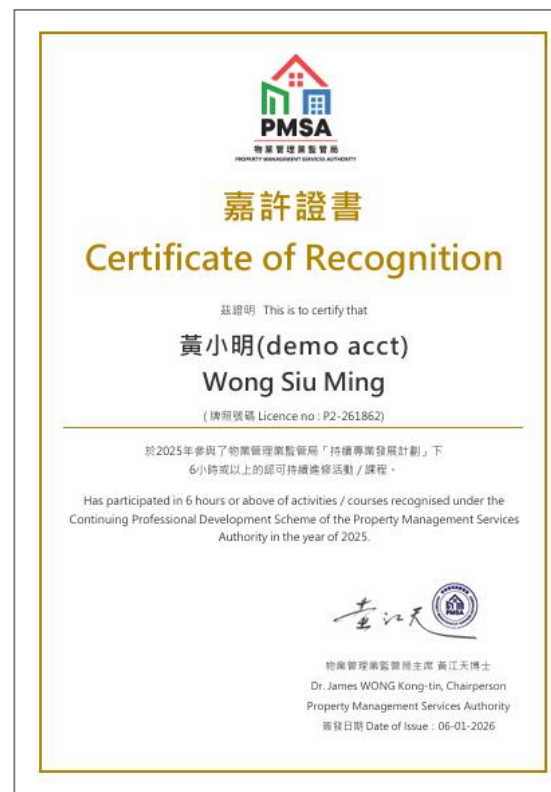 PMSA
物業管理業監管局
PROPERTY MANAGEMENT SERVICES AUTHORITY
嘉許證書
Certificate of Recognition
茲證明 This is to certify that
黃小明(demo acct)
Wong Siu Ming
(牌照號碼 Licence no : P2-261862)
於2025年參與了物業管理業監管局「持續專業發展計劃」下
6小時或以上的認可持續進修活動 / 課程。
Has participated in 6 hours or above of activities / courses recognised under the
Continuing Professional Development Scheme of the Property Management Services
Authority in the year of 2025.
PMSA
物業管理業監管局主席 黃江天博士
Dr. James WONG Kong-tin, Chairperson
Property Management Services Authority
簽發日期 Date of Issue : 06-01-2026